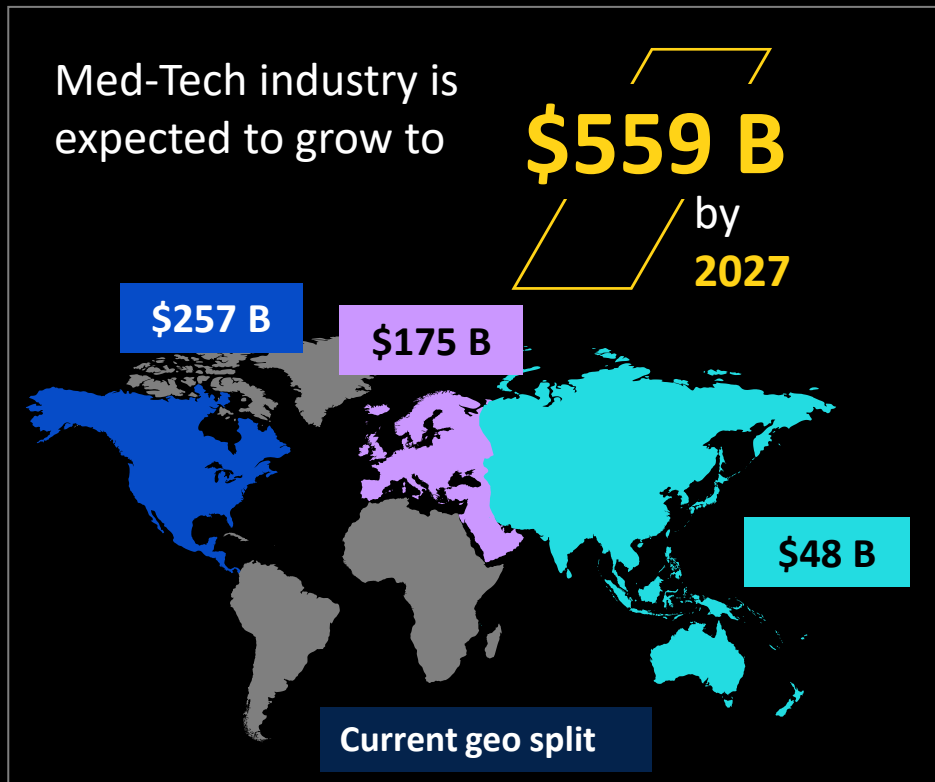 Med-Tech industry is
expected to grow to
$559 B
by
2027
$257 B
$175 B
$48 B
Current geo split